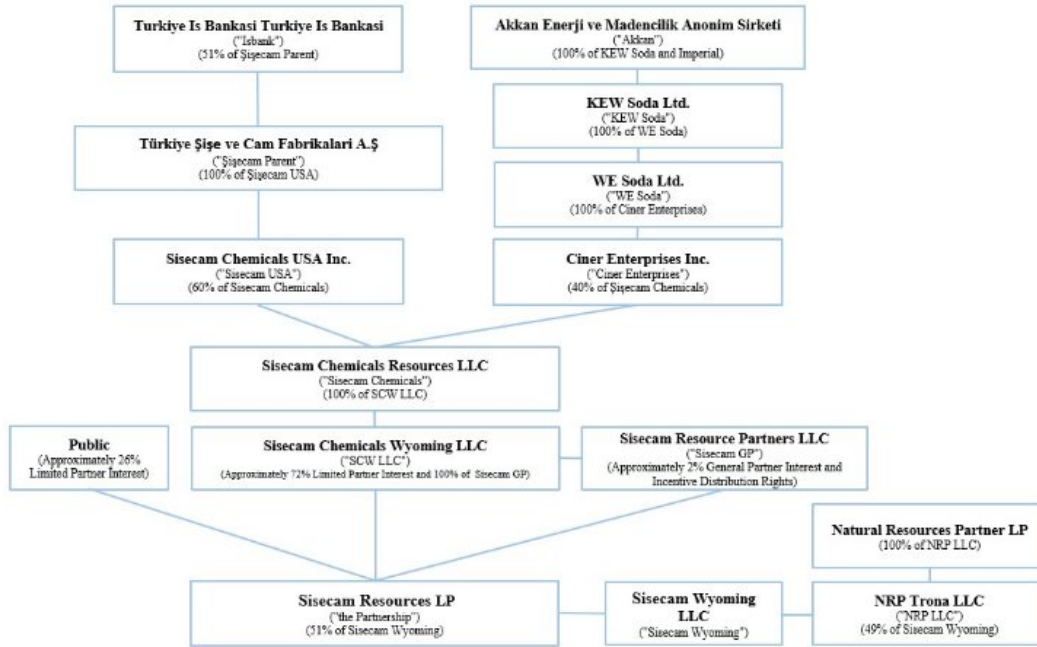 Turkiye Is Bankasi Turkiye Is Bankasi
("Isbank")
(51% of Şişecam Parent)
Akkan Enerji ve Madencilik Anonim Sirketi
("Akkan")
(100% of KEW Soda and Imperial)
KEW Soda Ltd.
("KEW Soda")
(100% of WE Soda)
Türkiye Şişe ve Cam Fabrikalari A.Ş
("Şişecam Parent")
(100% of Şişecam USA)
WE Soda Ltd.
("WE Soda")
(100% of Ciner Enterprises)
Sisecam Chemicals USA Inc.
("Sisecam USA")
(60% of Sisecam Chemicals)
Ciner Enterprises Inc.
("Ciner Enterprises")
(40% of Şişecam Chemicals)
Sisecam Chemicals Resources LLC
("Sisecam Chemicals")
(100% of SCW LLC)
Public
(Approximately 26%
Limited Partner Interest)
Sisecam Chemicals Wyoming LLC
("SCW LLC")
(Approximately 72% Limited Partner Interest and 100% of Sisecam GP)
Sisecam Resource Partners LLC
("Sisecam GP")
(Approximately 2% General Partner Interest and
Incentive Distribution Rights)
Natural Resources Partner LP
(100% of NRP LLC)
Sisecam Resources LP
("the Partnership")
(51% of Sisecam Wyoming)
Sisecam Wyoming
LLC
("Sisecam Wyoming")
NRP Trona LLC
("NRP LLC")
(49% of Sisecam Wyoming)